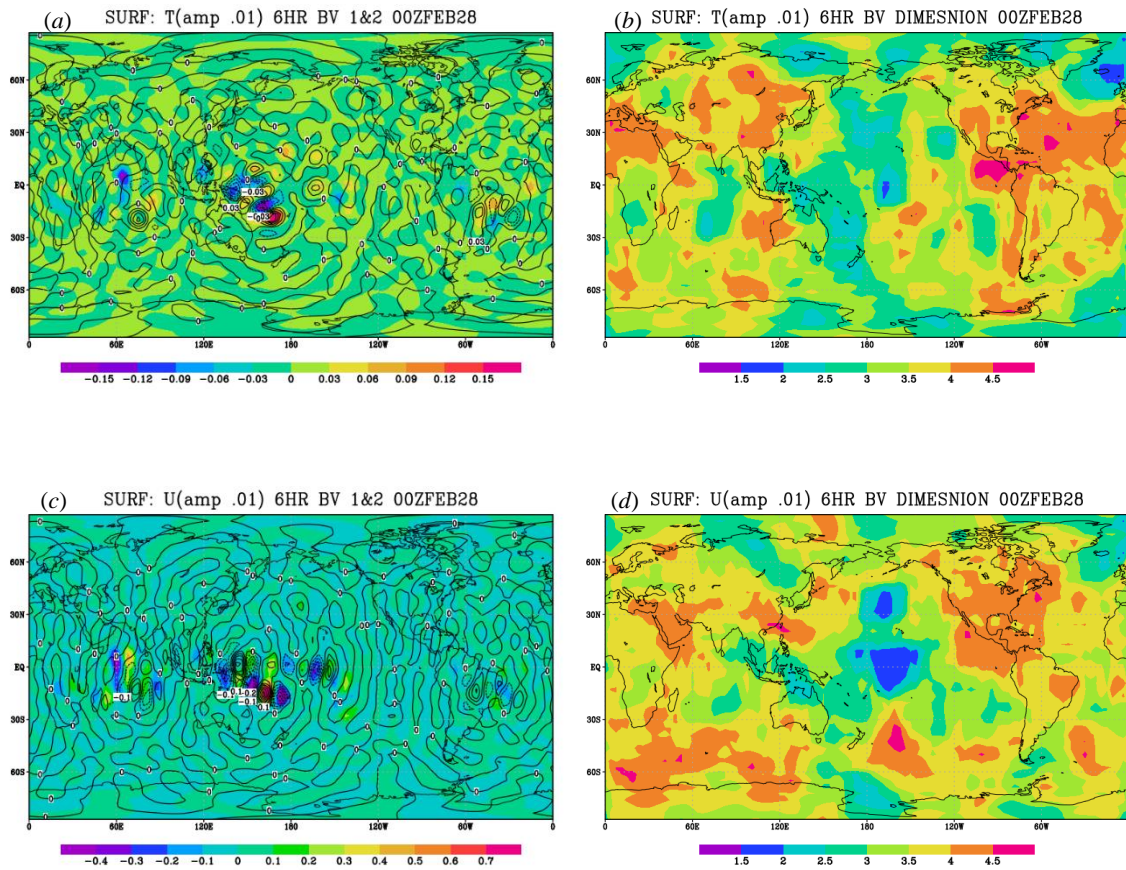 (a) SURF: T(amp .01) 6HR BV 1&2 00ZFEB28
60N
30N
EQ
30S
60S
0 60E 120E 180 120W 60W 0
-0.15 -0.12 -0.09 -0.06 -0.03 0 0.03 0.06 0.09 0.12 0.15
(b) SURF: T(amp .01) 6HR BV DIMESNION 00ZFEB28
60N
30N
EQ
30S
60S
0 60E 120E 180 120W 60W
1.5 2 2.5 3 3.5 4 4.5
(c) SURF: U(amp .01) 6HR BV 1&2 00ZFEB28
60N
30N
EQ
30S
60S
0 60E 120E 180 120W 60W 0
-0.4 -0.3 -0.2 -0.1 0 0.1 0.2 0.3 0.4 0.5 0.6 0.7
(d) SURF: U(amp .01) 6HR BV DIMESNION 00ZFEB28
60N
30N
EQ
30S
60S
0 60E 120E 180 120W 60W
1.5 2 2.5 3 3.5 4 4.5